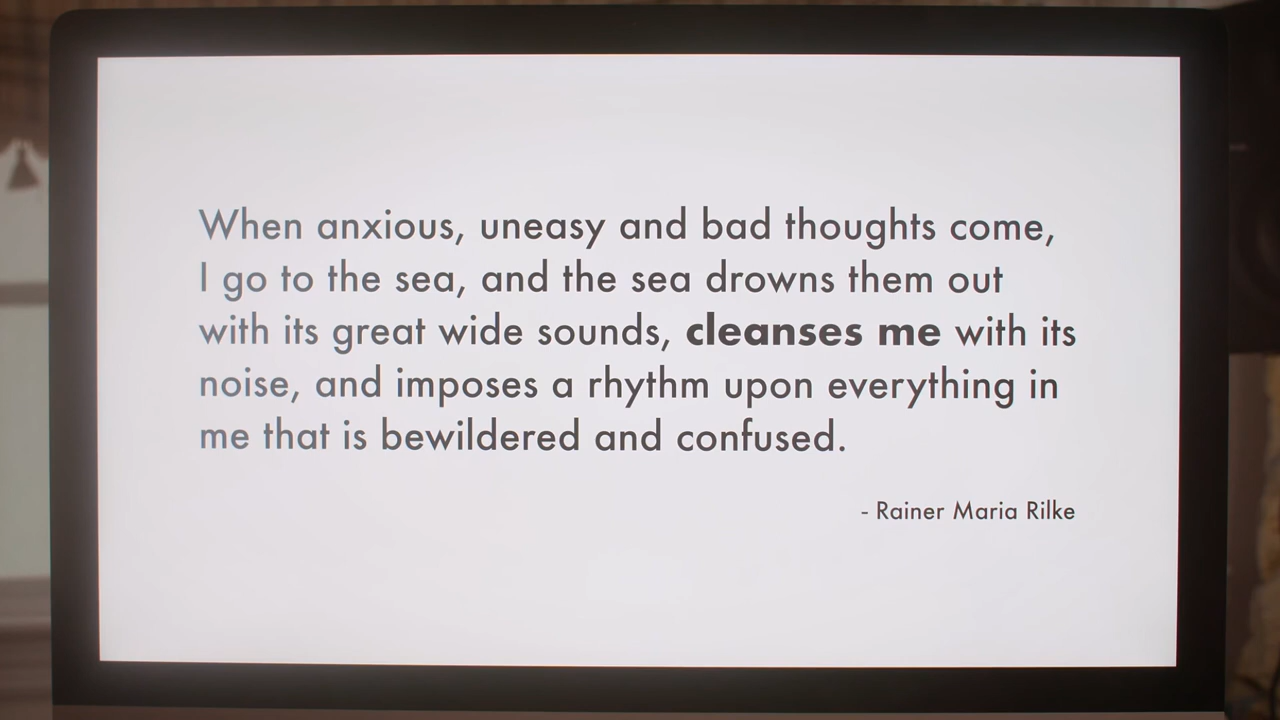 When anxious, uneasy and bad thoughts come,
I go to the sea, and the sea drowns them out
with its great wide sounds, cleanses me with its
noise, and imposes a rhythm upon everything in
me that is bewildered and confused.
- Rainer Maria Rilke